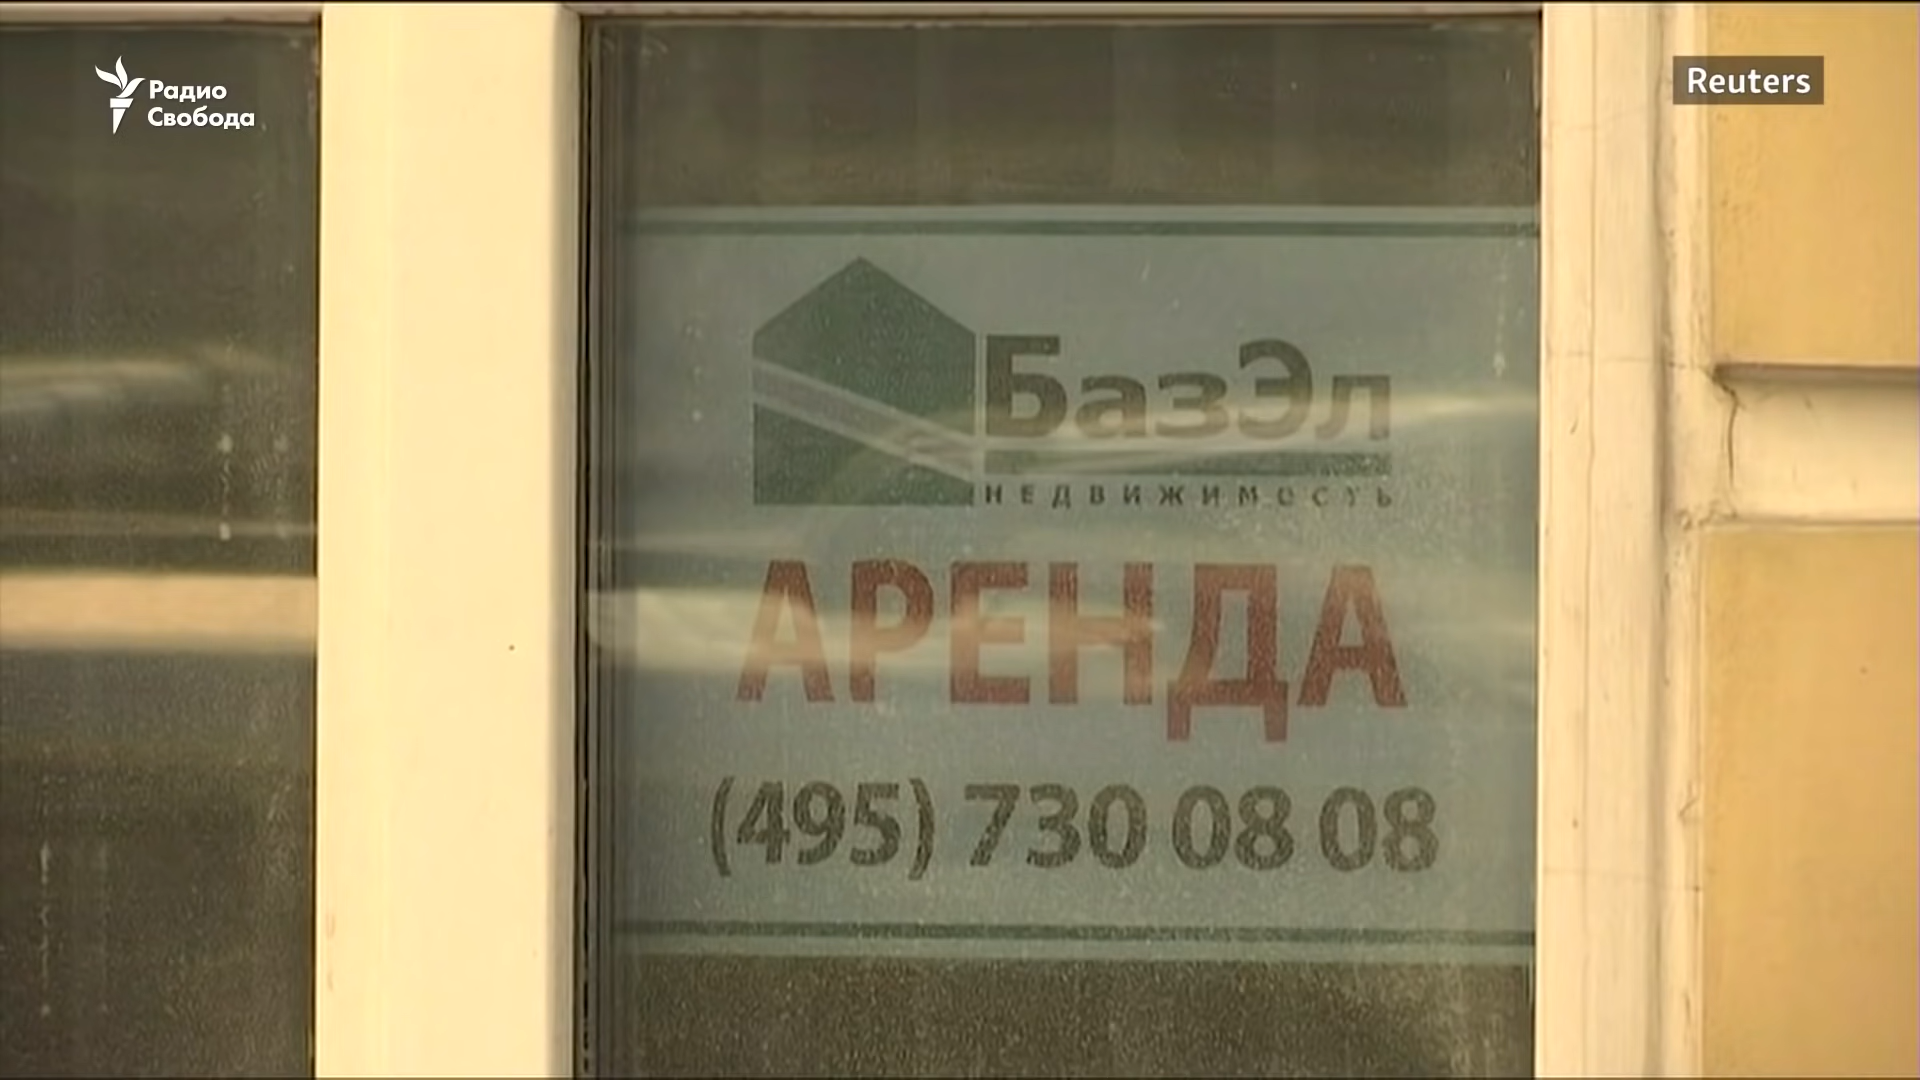 Радио
Свобода
Reuters
БазЭл
НЕДВИЖИМОСТЬ
АРЕНДА
(495) 730 08 08